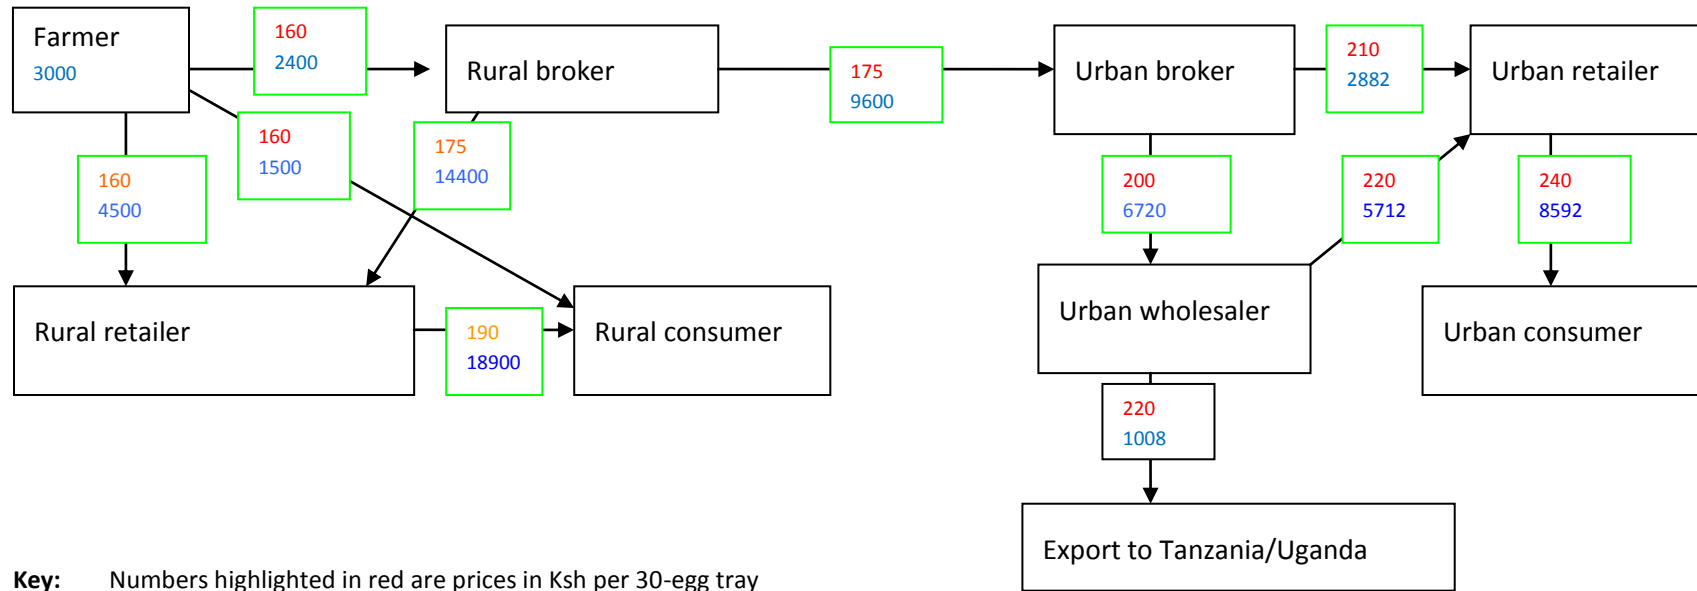 Farmer
3000
160
2400
Rural broker
175
9600
Urban broker
210
2882
Urban retailer
160
4500
160
1500
175
14400
200
6720
220
5712
240
8592
Rural retailer
190
18900
Rural consumer
Urban wholesaler
Urban consumer
220
1008
Export to Tanzania/Uganda
Key: Numbers highlighted in red are prices in Ksh per 30-egg tray